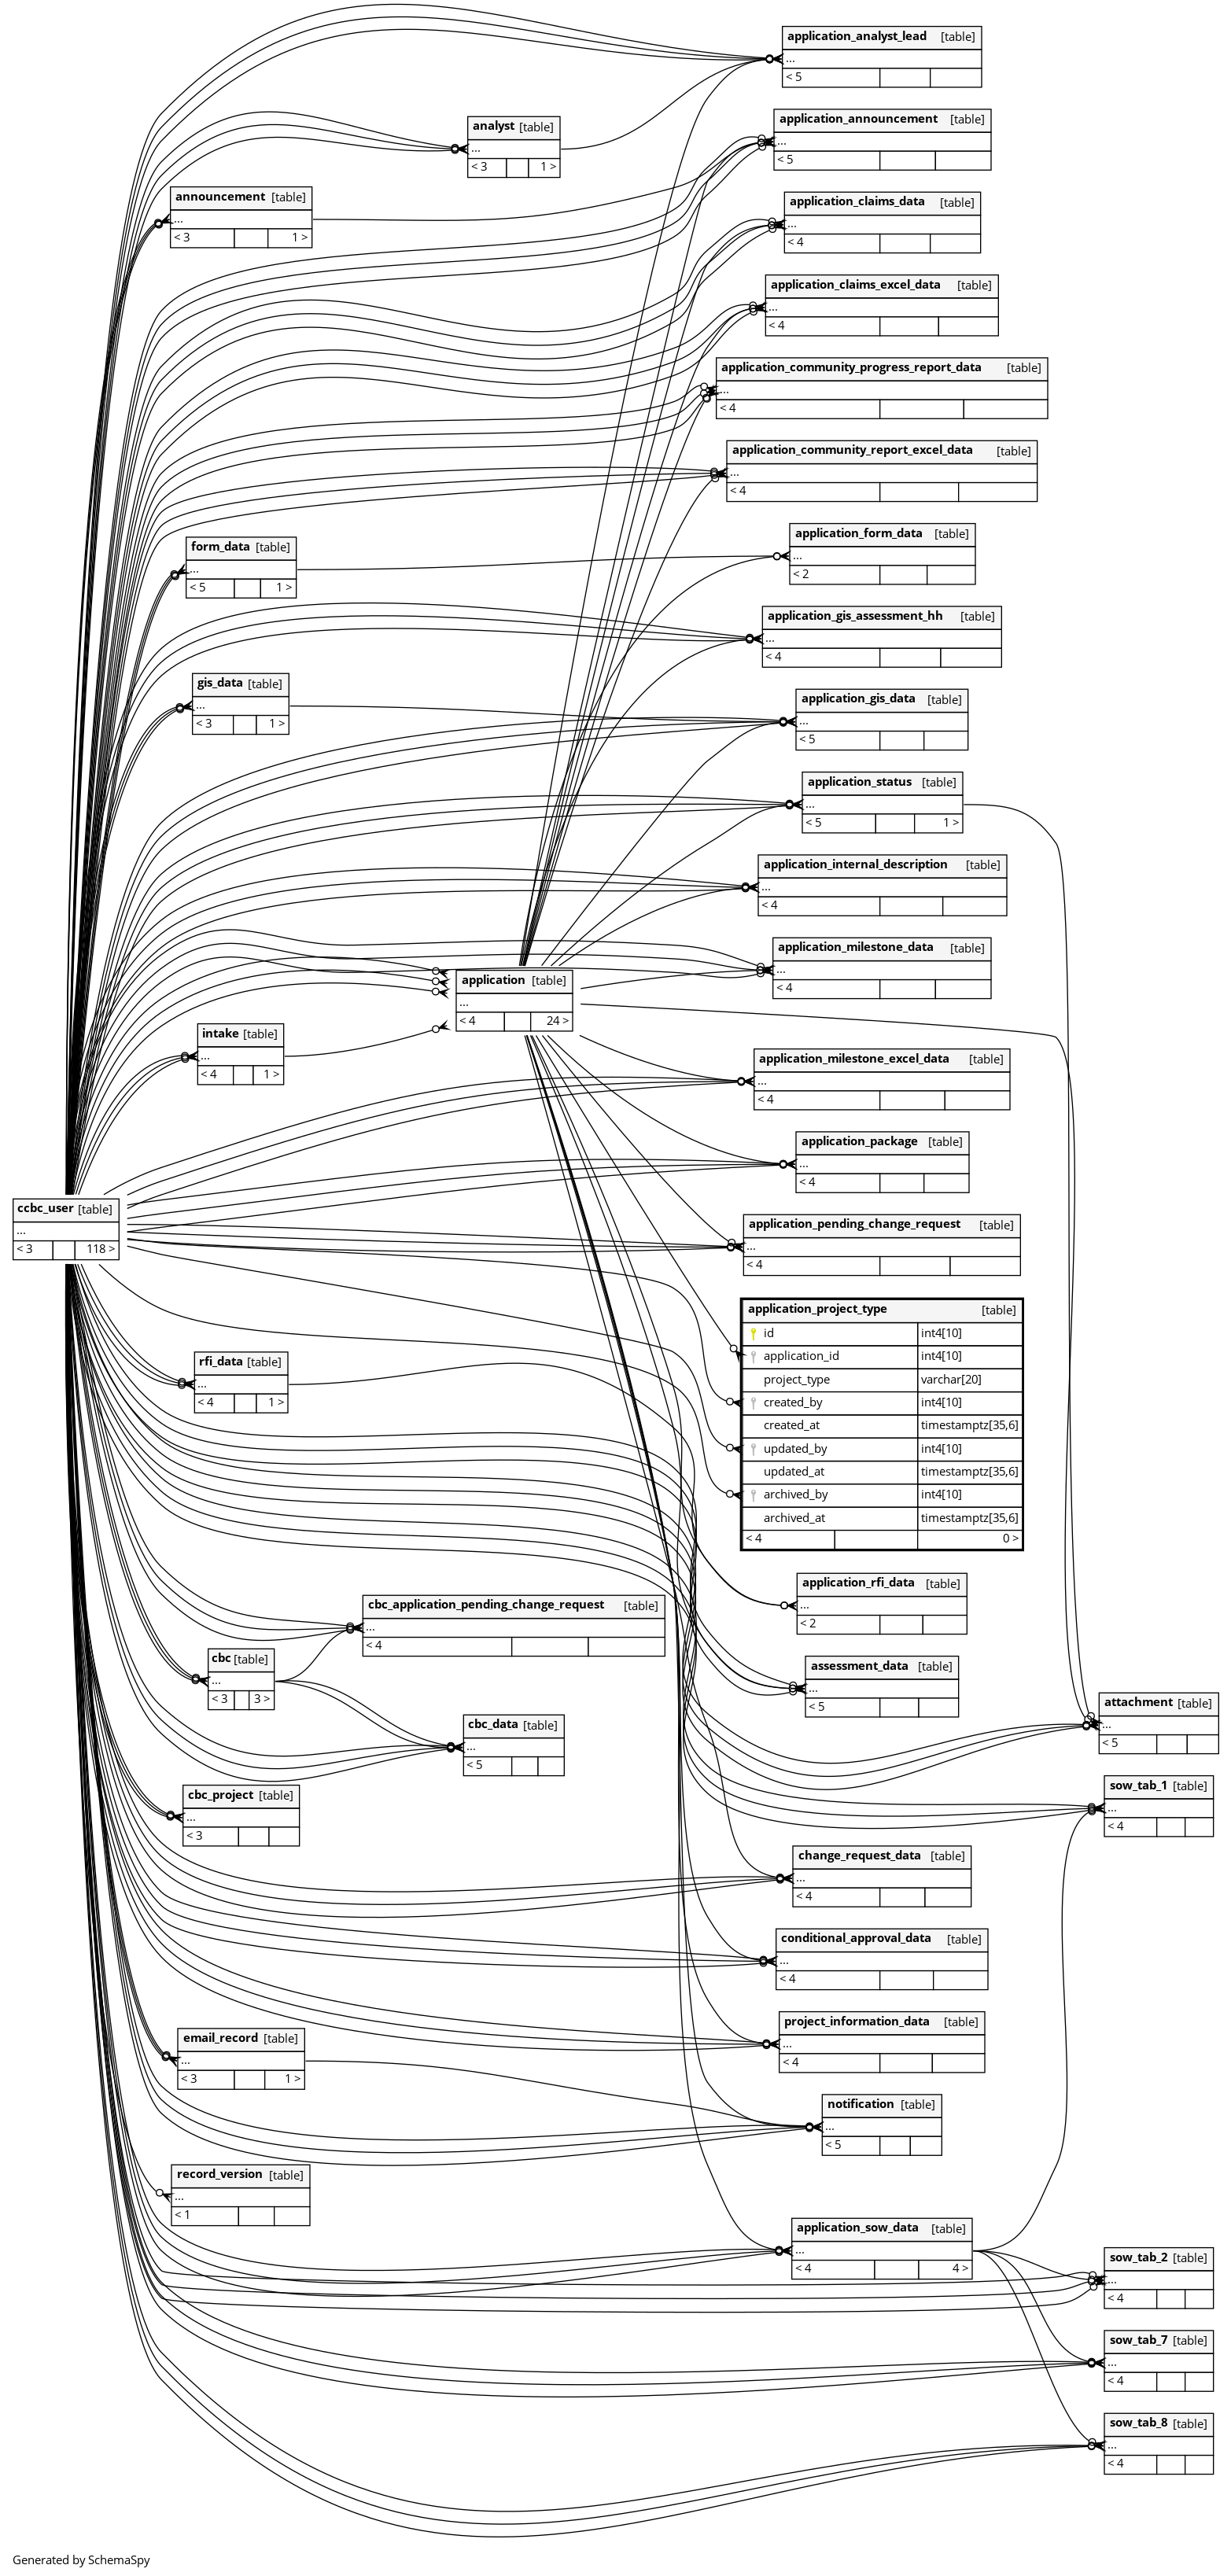 application_analyst_lead [table]
...
< 5
analyst [table]
...
< 3 1 >
application_announcement [table]
...
< 5
announcement [table]
...
< 3 1 >
application_claims_data [table]
...
< 4
application_claims_excel_data [table]
...
< 4
application_community_progress_report_data [table]
...
< 4
application_community_report_excel_data [table]
...
< 4
application_form_data [table]
...
< 2
form_data [table]
...
< 5 1 >
application_gis_assessment_hh [table]
...
< 4
gis_data [table]
...
< 3 1 >
application_gis_data [table]
...
< 5
application_status [table]
...
< 5 1 >
application_internal_description [table]
...
< 4
application_milestone_data [table]
...
< 4
application [table]
...
< 4 24 >
intake [table]
...
< 4 1 >
application_milestone_excel_data [table]
...
< 4
application_package [table]
...
< 4
ccbc_user [table]
...
< 3 118 >
application_pending_change_request [table]
...
< 4
application_project_type [table]
id int4[10]
application_id int4[10]
project_type varchar[20]
created_by int4[10]
created_at timestamptz[35,6]
updated_by int4[10]
updated_at timestamptz[35,6]
archived_by int4[10]
archived_at timestamptz[35,6]
< 4 0 >
rfi_data [table]
...
< 4 1 >
application_rfi_data [table]
...
< 2
cbc_application_pending_change_request [table]
...
< 4
cbc [table]
...
< 3 3 >
assessment_data [table]
...
< 5
attachment [table]
...
< 5
cbc_data [table]
...
< 5
sow_tab_1 [table]
...
< 4
cbc_project [table]
...
< 3
change_request_data [table]
...
< 4
conditional_approval_data [table]
...
< 4
project_information_data [table]
...
< 4
email_record [table]
...
< 3 1 >
notification [table]
...
< 5
record_version [table]
...
< 1
application_sow_data [table]
...
< 4 4 >
sow_tab_2 [table]
...
< 4
sow_tab_7 [table]
...
< 4
sow_tab_8 [table]
...
< 4
Generated by SchemaSpy